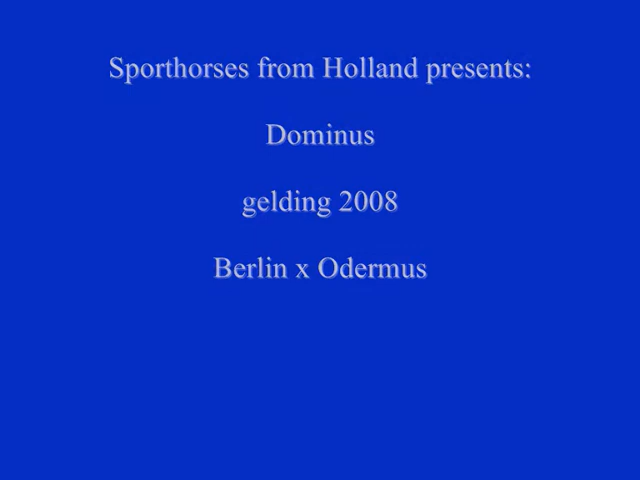 Sporthorses from Holland presents:
Dominus
gelding 2008
Berlin x Odermus